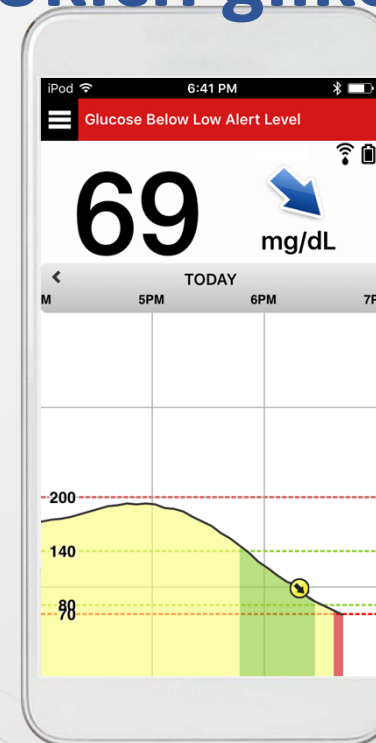 iPod 6:41 PM
Glucose Below Low Alert Level
69
mg/dL
TODAY
5PM 6PM
200
140
80
70